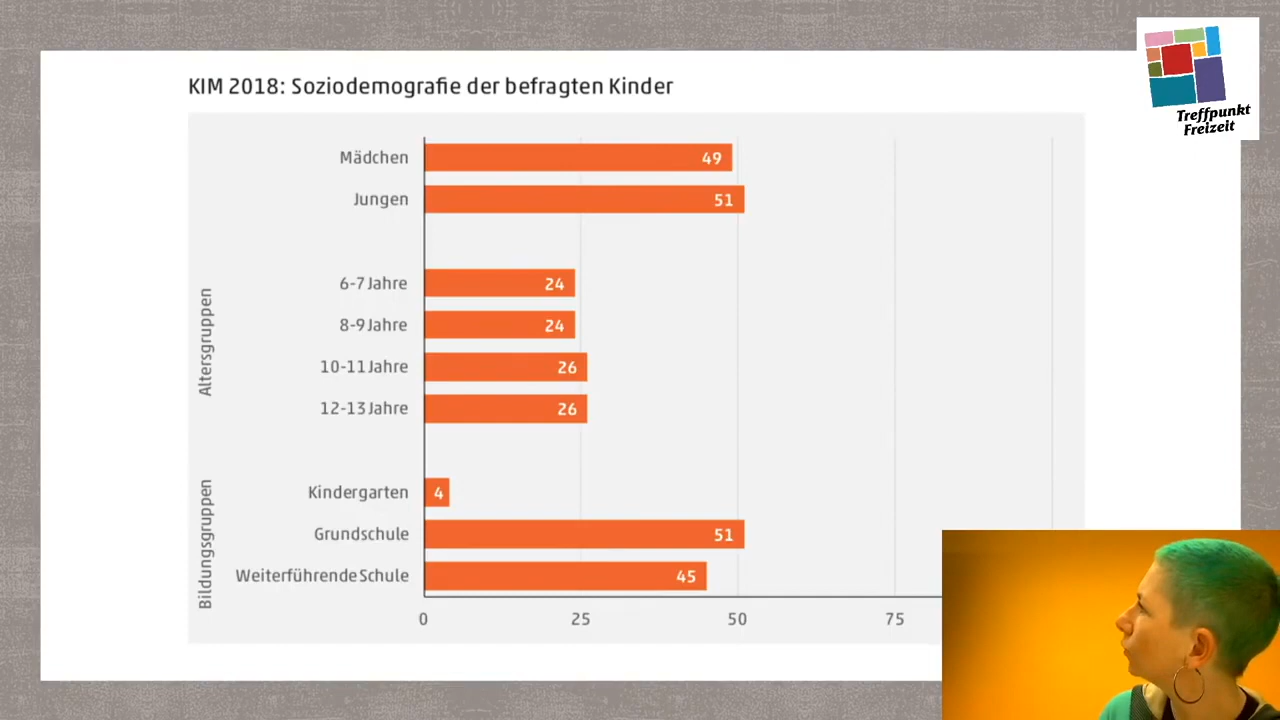 KIM 2018: Soziodemografie der befragten Kinder
Treffpunkt
Freizeit
Mädchen 49
Jungen 51
Altersgruppen
6-7 Jahre 24
8-9 Jahre 24
10-11 Jahre 26
12-13 Jahre 26
Bildungsgruppen
Kindergarten 4
Grundschule 51
Weiterführende Schule 45
0 25 50 75